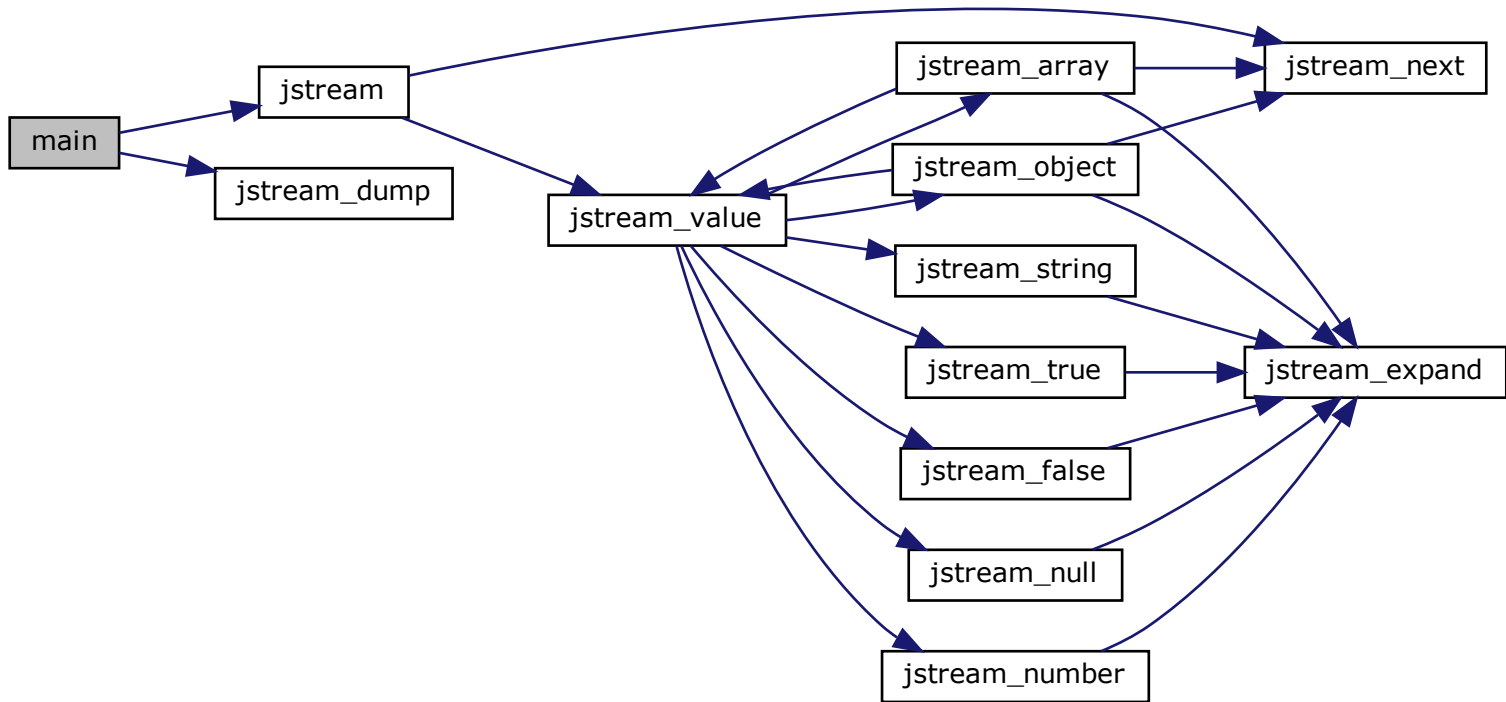 main
jstream
jstream_dump
jstream_value
jstream_array
jstream_object
jstream_string
jstream_true
jstream_false
jstream_null
jstream_number
jstream_next
jstream_expand